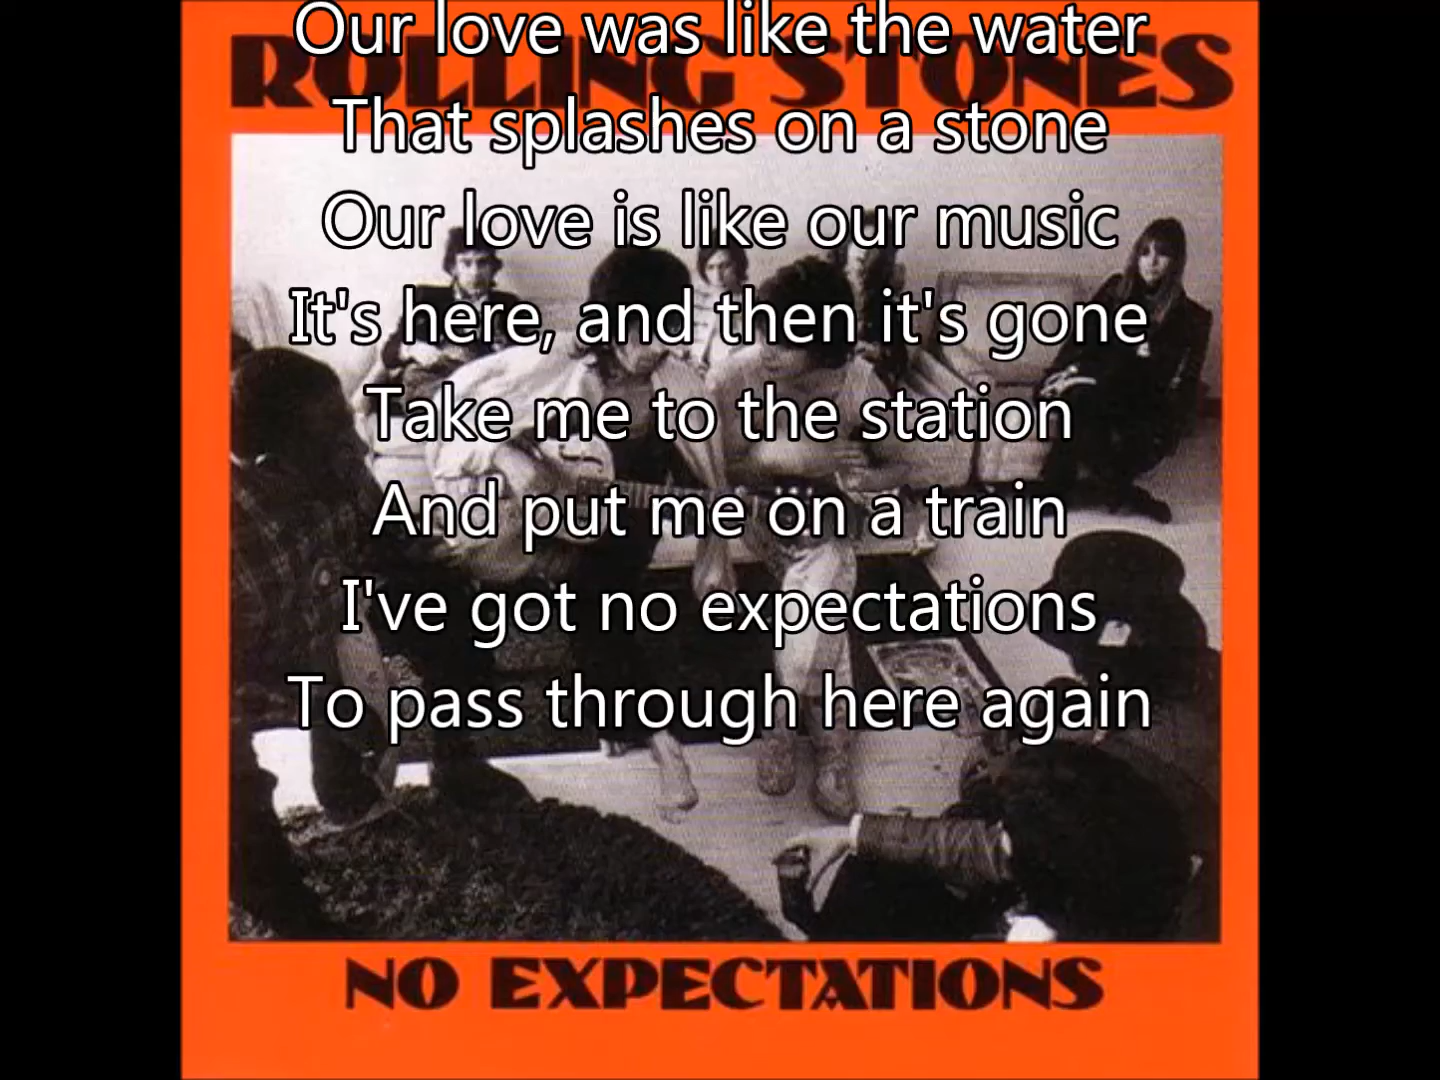 Our love was like the water
ROLLING STONES
That splashes on a stone
Our love is like our music
It's here, and then it's gone
Take me to the station
And put me on a train
I've got no expectations
To pass through here again
NO EXPECTATIONS